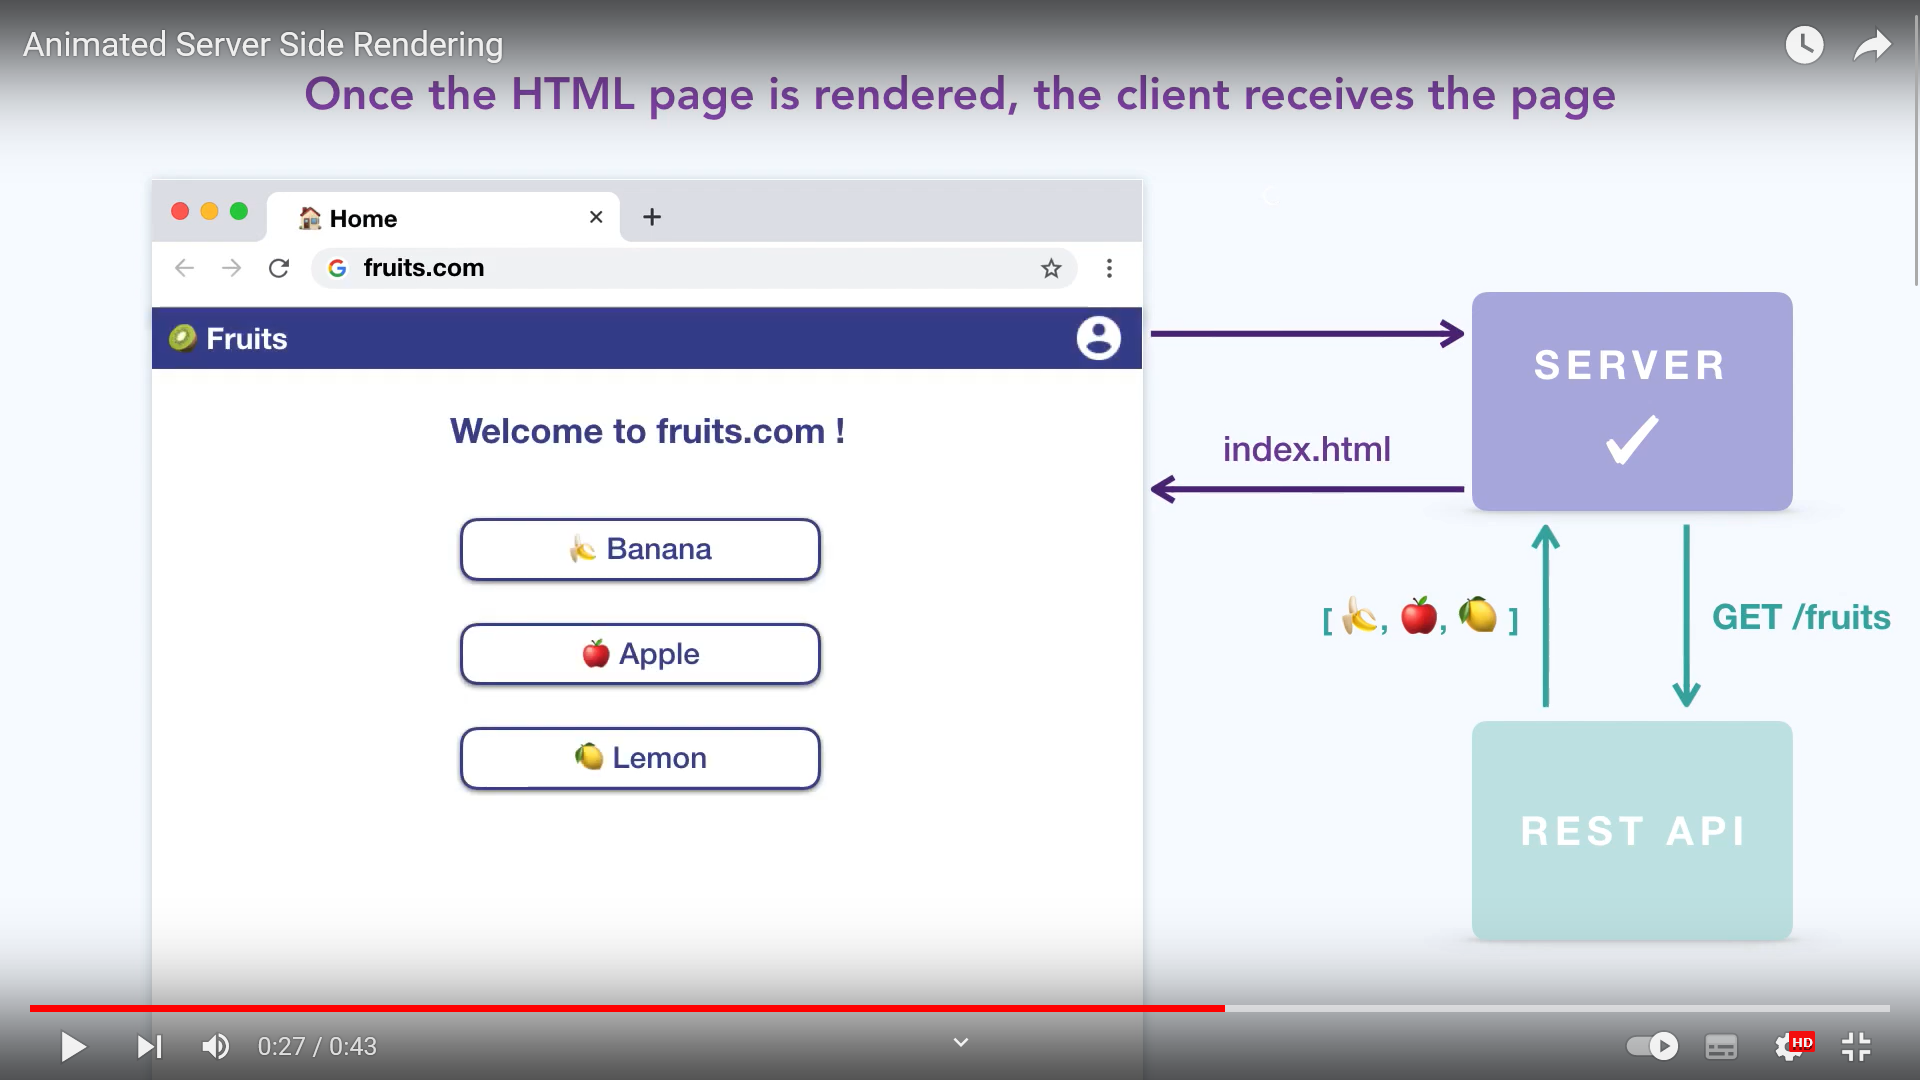 Animated Server Side Rendering
Once the HTML page is rendered, the client receives the page
Home
fruits.com
Fruits
SERVER
Welcome to fruits.com !
index.html
Banana
[ 🍌, 🍎, 🍋 ]
GET /fruits
Apple
Lemon
REST API
0:27 / 0:43
HD